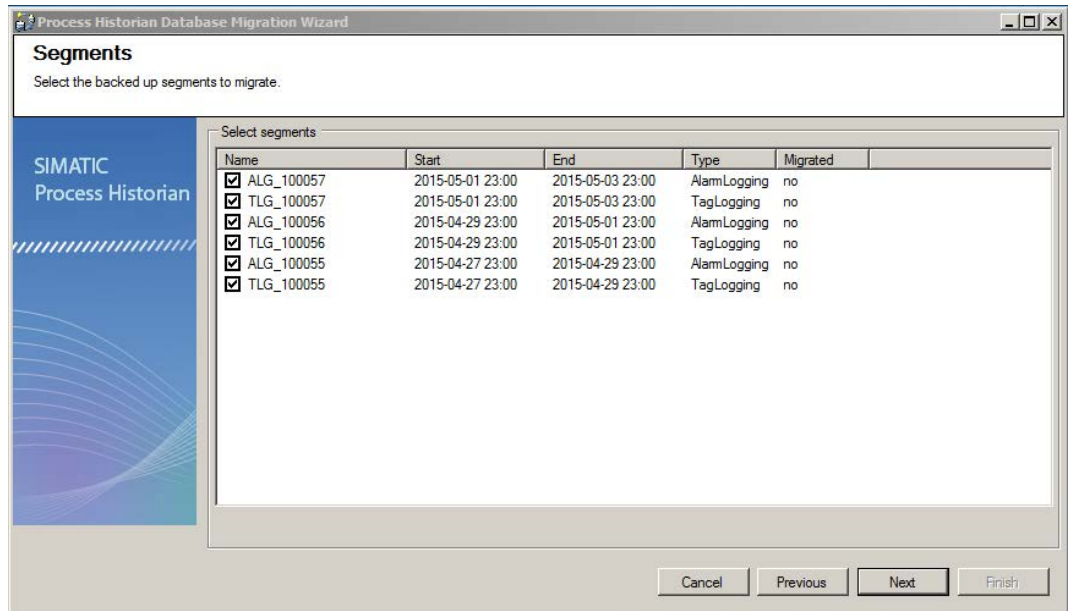 Process Historian Database Migration Wizard
Segments
Select the backed up segments to migrate.
SIMATIC
Process Historian
Select segments
Name Start End Type Migrated
ALG_100057 2015-05-01 23:00 2015-05-03 23:00 AlarmLogging no
TLG_100057 2015-05-01 23:00 2015-05-03 23:00 TagLogging no
ALG_100056 2015-04-29 23:00 2015-05-01 23:00 AlarmLogging no
TLG_100056 2015-04-29 23:00 2015-05-01 23:00 TagLogging no
ALG_100055 2015-04-27 23:00 2015-04-29 23:00 AlarmLogging no
TLG_100055 2015-04-27 23:00 2015-04-29 23:00 TagLogging no
Cancel Previous Next Finish